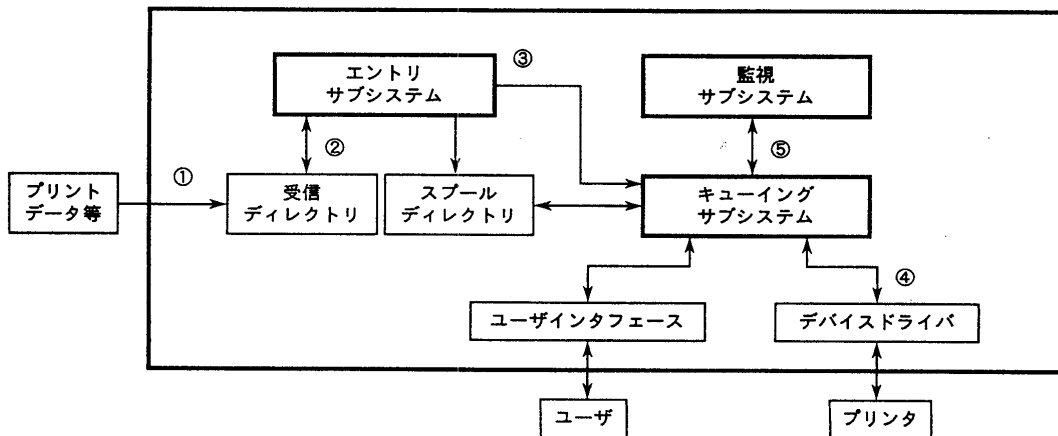 エントリ
サブシステム
③
監視
サブシステム
②
⑤
①
プリント
データ等
受信
ディレクトリ
スプール
ディレクトリ
キューイング
サブシステム
④
ユーザインタフェース
デバイスドライバ
ユーザ
プリンタ